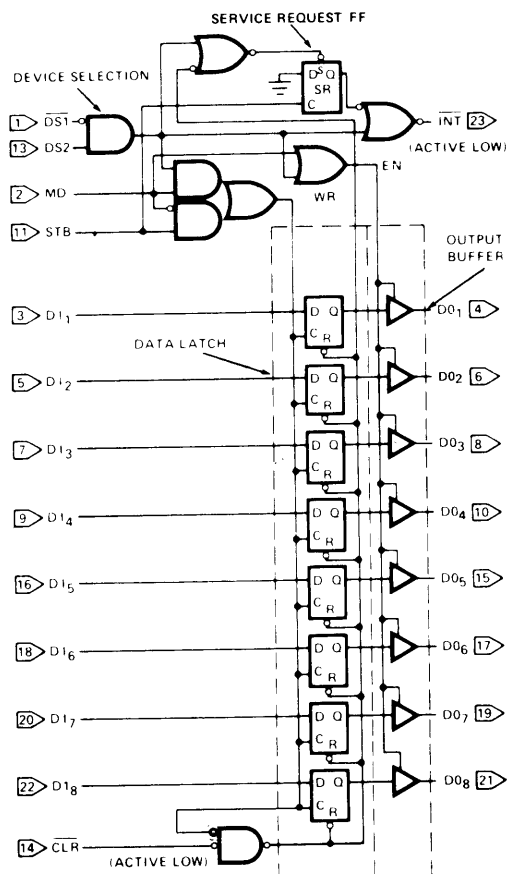 SERVICE REQUEST FF
DEVICE SELECTION
D S Q
SR
C
1 DS1
13 DS2
INT 23
(ACTIVE LOW)
2 MD
EN
WR
11 STB
OUTPUT
BUFFER
3 DI1 D Q C R DO1 4
DATA LATCH
5 DI2 D Q C R DO2 6
7 DI3 D Q C R DO3 8
9 DI4 D Q C R DO4 10
16 DI5 D Q C R DO5 15
18 DI6 D Q C R DO6 17
20 DI7 D Q C R DO7 19
22 DI8 D Q C R DO8 21
14 CLR
(ACTIVE LOW)